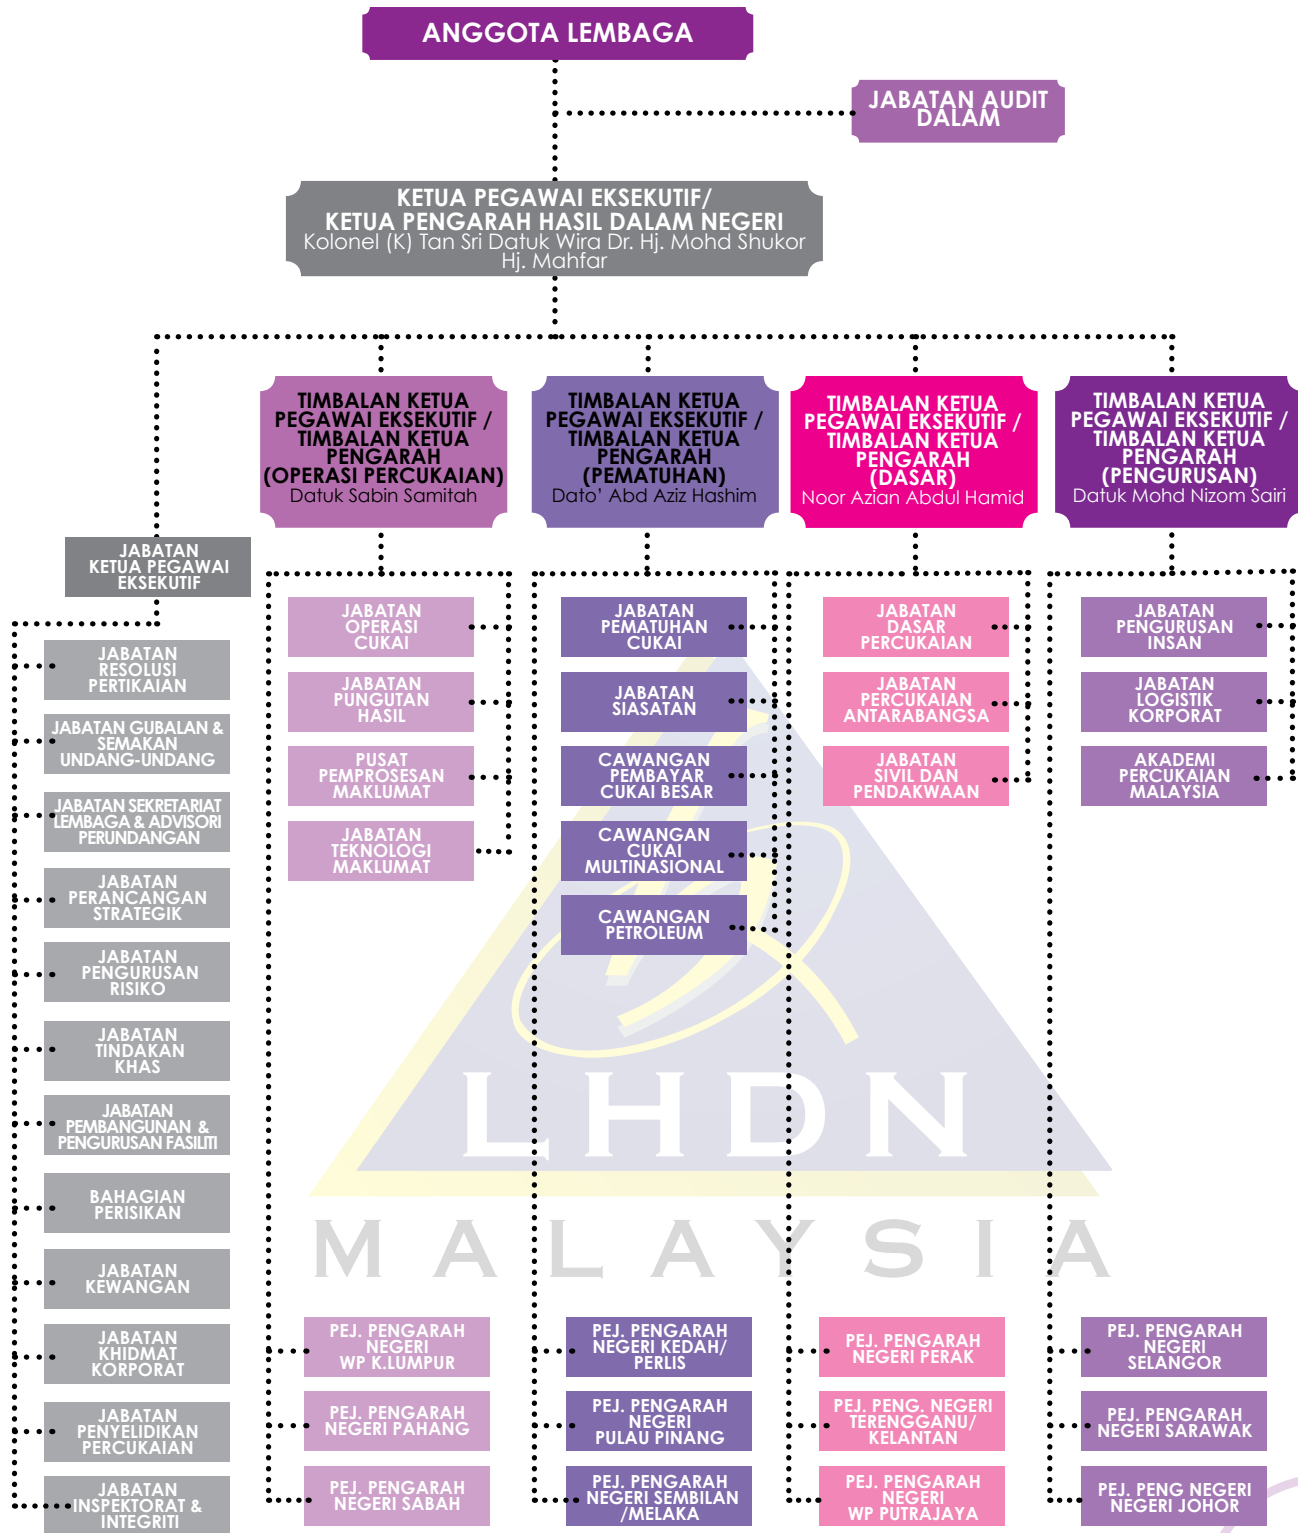 ANGGOTA LEMBAGA
JABATAN AUDIT
DALAM
KETUA PEGAWAI EKSEKUTIF/
KETUA PENGARAH HASIL DALAM NEGERI
Kolonel (K) Tan Sri Datuk Wira Dr. Hj. Mohd Shukor
Hj. Mahfar
TIMBALAN KETUA
PEGAWAI EKSEKUTIF /
TIMBALAN KETUA
PENGARAH
(OPERASI PERCUKAIAN)
Datuk Sabin Samitah
TIMBALAN KETUA
PEGAWAI EKSEKUTIF /
TIMBALAN KETUA
PENGARAH
(PEMATUHAN)
Dato' Abd Aziz Hashim
TIMBALAN KETUA
PEGAWAI EKSEKUTIF /
TIMBALAN KETUA
PENGARAH
(DASAR)
Noor Azian Abdul Hamid
TIMBALAN KETUA
PEGAWAI EKSEKUTIF /
TIMBALAN KETUA
PENGARAH
(PENGURUSAN)
Datuk Mohd Nizom Sairi
JABATAN
KETUA PEGAWAI
EKSEKUTIF
JABATAN
RESOLUSI
PERTIKAIAN
JABATAN GUBALAN &
SEMAKAN
UNDANG-UNDANG
JABATAN SEKRETARIAT
LEMBAGA & ADVISORI
PERUNDANGAN
JABATAN
PERANCANGAN
STRATEGIK
JABATAN
PENGURUSAN
RISIKO
JABATAN
TINDAKAN
KHAS
JABATAN
PEMBANGUNAN &
PENGURUSAN FASILITI
BAHAGIAN
PERISIKAN
JABATAN
KEWANGAN
JABATAN
KHIDMAT
KORPORAT
JABATAN
PENYELIDIKAN
PERCUKAIAN
JABATAN
INSPEKTORAT &
INTEGRITI
JABATAN
OPERASI
CUKAI
JABATAN
PUNGUTAN
HASIL
PUSAT
PEMPROSESAN
MAKLUMAT
JABATAN
TEKNOLOGI
MAKLUMAT
PEJ. PENGARAH
NEGERI
WP K.LUMPUR
PEJ. PENGARAH
NEGERI PAHANG
PEJ. PENGARAH
NEGERI SABAH
JABATAN
PEMATUHAN
CUKAI
JABATAN
SIASATAN
CAWANGAN
PEMBAYAR
CUKAI BESAR
CAWANGAN
CUKAI
MULTINASIONAL
CAWANGAN
PETROLEUM
PEJ. PENGARAH
NEGERI KEDAH/
PERLIS
PEJ. PENGARAH
NEGERI
PULAU PINANG
PEJ. PENGARAH
NEGERI SEMBILAN
/MELAKA
JABATAN
DASAR
PERCUKAIAN
JABATAN
PERCUKAIAN
ANTARABANGSA
JABATAN
SIVIL DAN
PENDAKWAAN
PEJ. PENGARAH
NEGERI PERAK
PEJ. PENG. NEGERI
TERENGGANU/
KELANTAN
PEJ. PENGARAH
NEGERI
WP PUTRAJAYA
JABATAN
PENGURUSAN
INSAN
JABATAN
LOGISTIK
KORPORAT
AKADEMI
PERCUKAIAN
MALAYSIA
PEJ. PENGARAH
NEGERI
SELANGOR
PEJ. PENGARAH
NEGERI SARAWAK
PEJ. PENG NEGERI
NEGERI JOHOR
LHDN
MALAYSIA